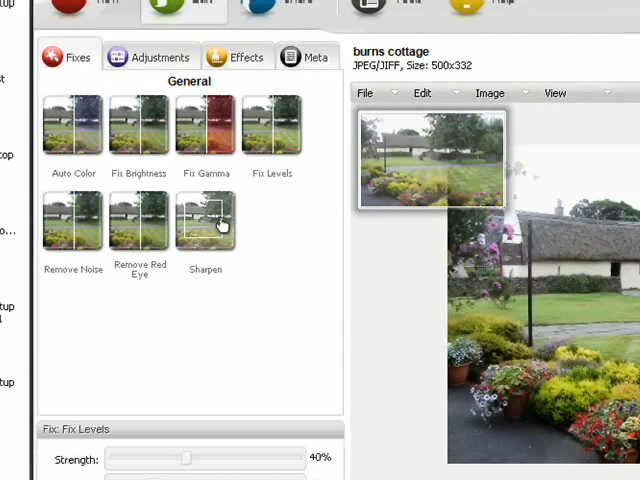 Fixes
Adjustments
Effects
Meta
General
Auto Color
Fix Brightness
Fix Gamma
Fix Levels
Remove Noise
Remove Red
Eye
Sharpen
Fix: Fix Levels
Strength:
40%
burns cottage
JPEG/JIFF, Size: 500x332
File
Edit
Image
View